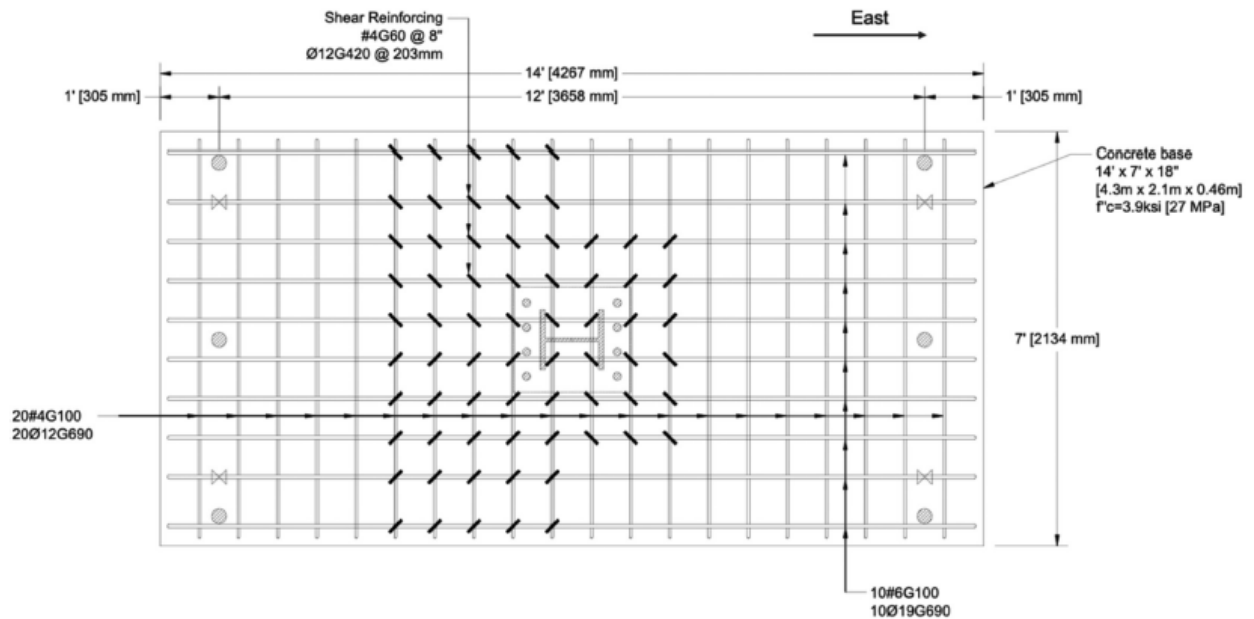 Shear Reinforcing
#4G60 @ 8"
Ø12G420 @ 203mm
East
14' [4267 mm]
1' [305 mm]
12' [3658 mm]
1' [305 mm]
Concrete base
14' x 7' x 18"
[4.3m x 2.1m x 0.46m]
f"c=3.9ksi [27 MPa]
7' [2134 mm]
20#4G100
20Ø12G690
10#6G100
10Ø19G690